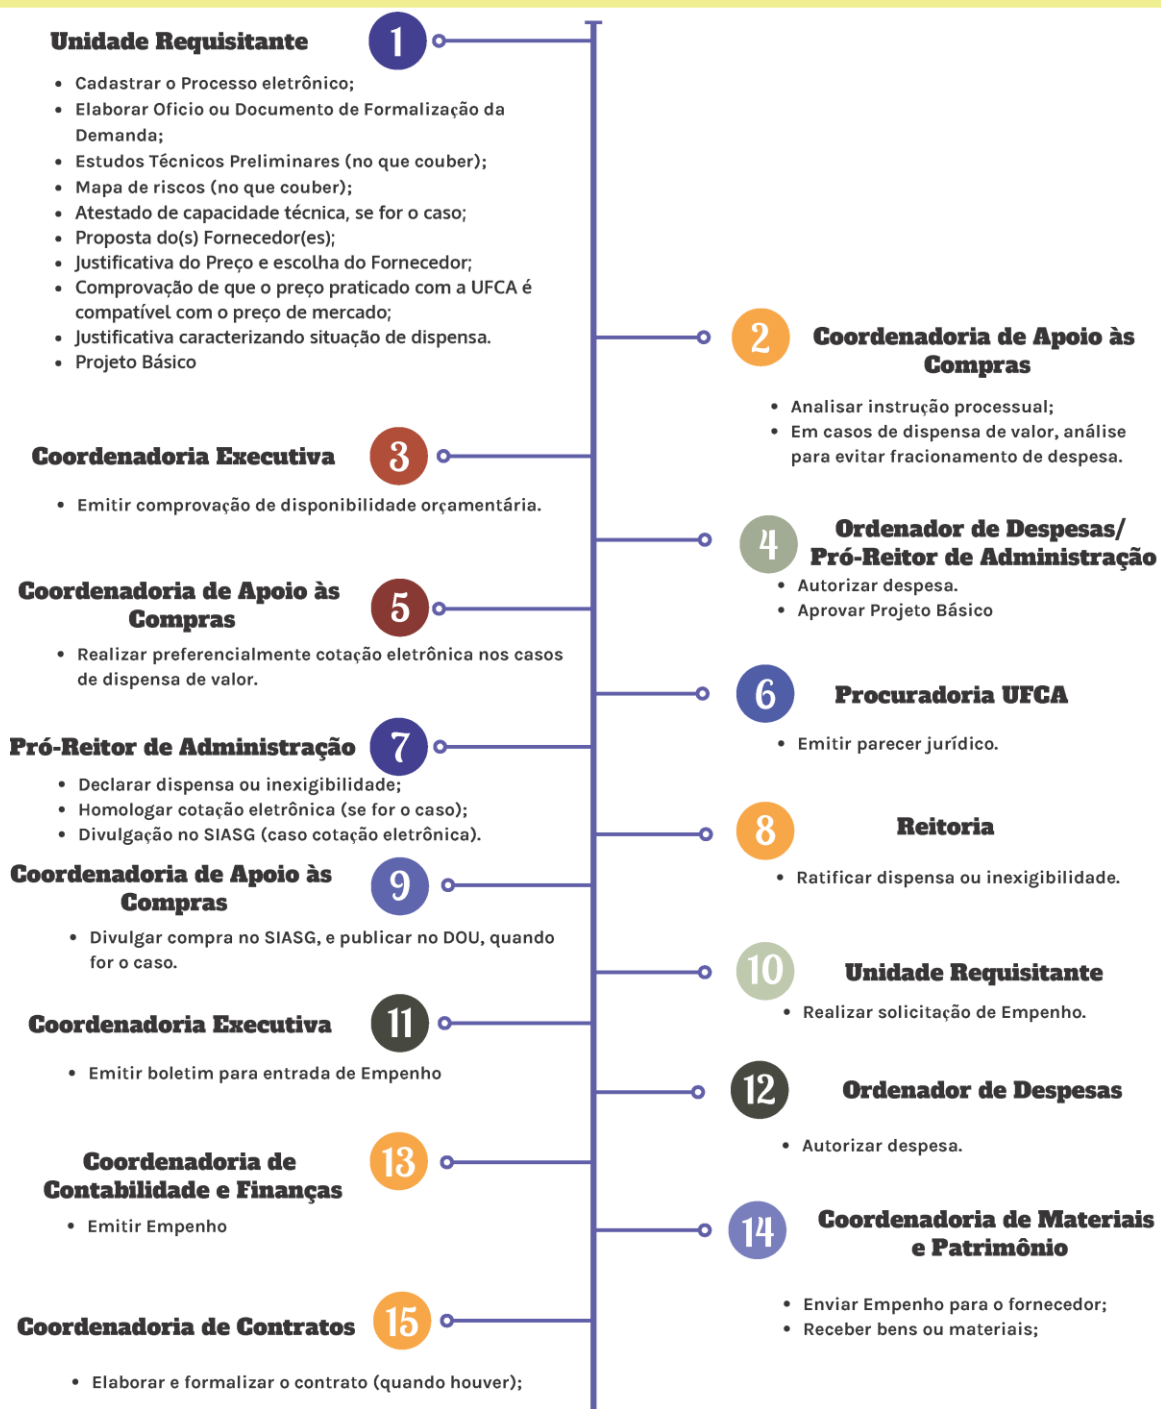 Unidade Requisitante
1
• Cadastrar o Processo eletrônico;
• Elaborar Oficio ou Documento de Formalização da
Demanda;
• Estudos Técnicos Preliminares (no que couber);
• Mapa de riscos (no que couber);
• Atestado de capacidade técnica, se for o caso;
• Proposta do(s) Fornecedor(es);
• Justificativa do Preço e escolha do Fornecedor;
• Comprovação de que o preço praticado com a UFCA é
compatível com o preço de mercado;
• Justificativa caracterizando situação de dispensa.
• Projeto Básico
2
Coordenadoria de Apoio às
Compras
• Analisar instrução processual;
• Em casos de dispensa de valor, análise
para evitar fracionamento de despesa.
Coordenadoria Executiva
3
• Emitir comprovação de disponibilidade orçamentária.
4
Ordenador de Despesas/
Pró-Reitor de Administração
• Autorizar despesa.
• Aprovar Projeto Básico
Coordenadoria de Apoio às
Compras
5
• Realizar preferencialmente cotação eletrônica nos casos
de dispensa de valor.
6
Procuradoria UFCA
• Emitir parecer jurídico.
Pró-Reitor de Administração
7
• Declarar dispensa ou inexigibilidade;
• Homologar cotação eletrônica (se for o caso);
• Divulgação no SIASG (caso cotação eletrônica).
8
Reitoria
• Ratificar dispensa ou inexigibilidade.
Coordenadoria de Apoio às
Compras
9
• Divulgar compra no SIASG, e publicar no DOU, quando
for o caso.
10
Unidade Requisitante
• Realizar solicitação de Empenho.
Coordenadoria Executiva
11
• Emitir boletim para entrada de Empenho
12
Ordenador de Despesas
• Autorizar despesa.
Coordenadoria de
Contabilidade e Finanças
13
• Emitir Empenho
14
Coordenadoria de Materiais
e Patrimônio
• Enviar Empenho para o fornecedor;
• Receber bens ou materiais;
Coordenadoria de Contratos
15
• Elaborar e formalizar o contrato (quando houver);